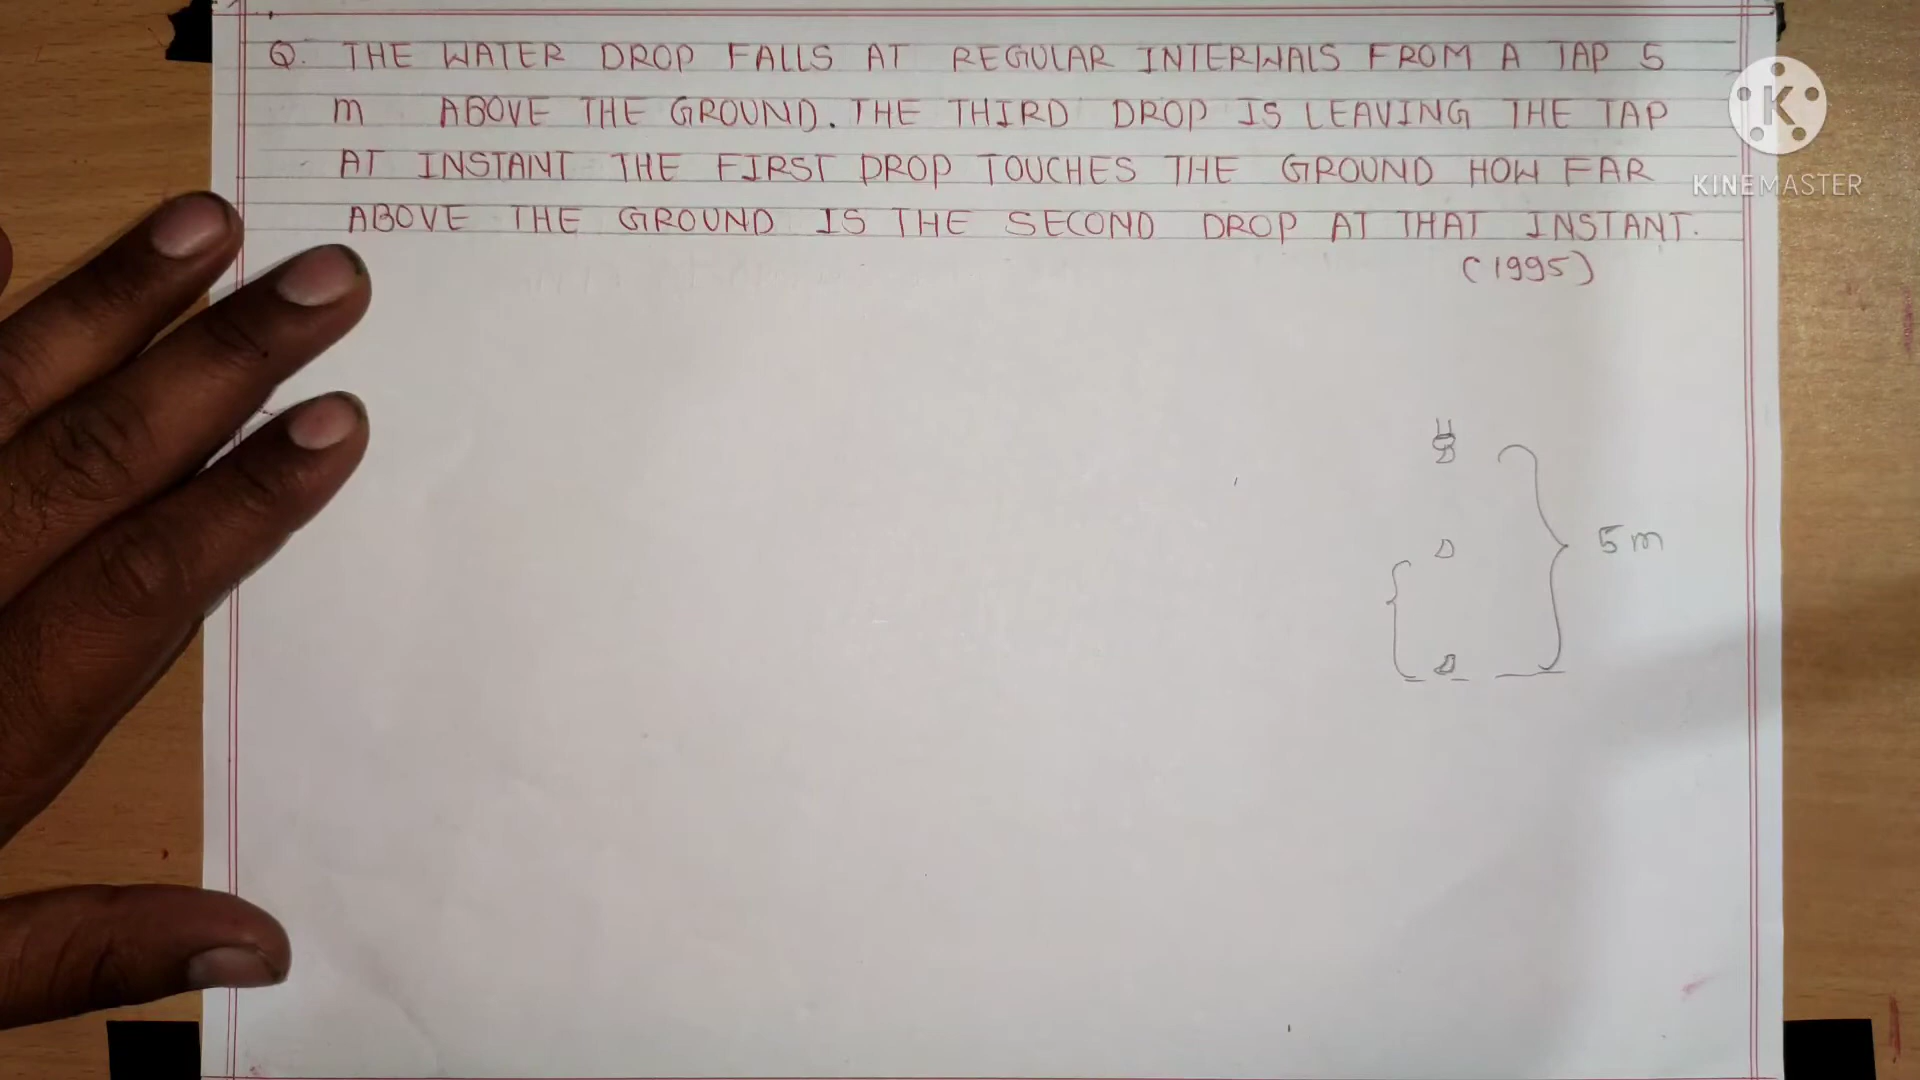 Q. THE WATER DROP FALLS AT REGULAR INTERWALS FROM A TAP 5
m ABOVE THE GROUND. THE THIRD DROP IS LEAVING THE TAP
AT INSTANT THE FIRST DROP TOUCHES THE GROUND HOW FAR
ABOVE THE GROUND IS THE SECOND DROP AT THAT INSTANT.
(1995)
K
KINEMASTER
5 m